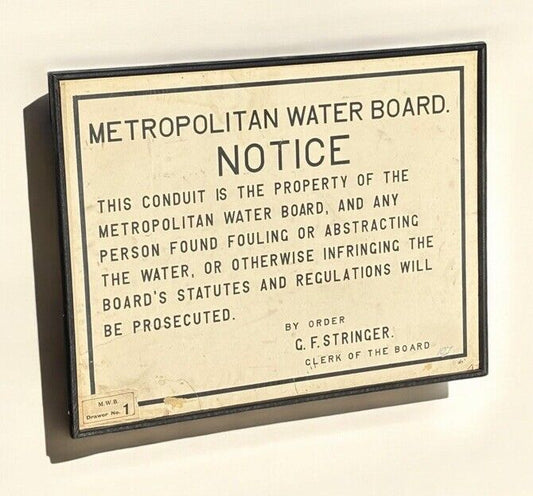 METROPOLITAN WATER BOARD.
NOTICE
THIS CONDUIT IS THE PROPERTY OF THE
METROPOLITAN WATER BOARD, AND ANY
PERSON FOUND FOULING OR ABSTRACTING
THE WATER, OR OTHERWISE INFRINGING THE
BOARD'S STATUTES AND REGULATIONS WILL
BE PROSECUTED.
BY ORDER
G. F. STRINGER.
CLERK OF THE BOARD
M.W.B.
Drawer No. 1